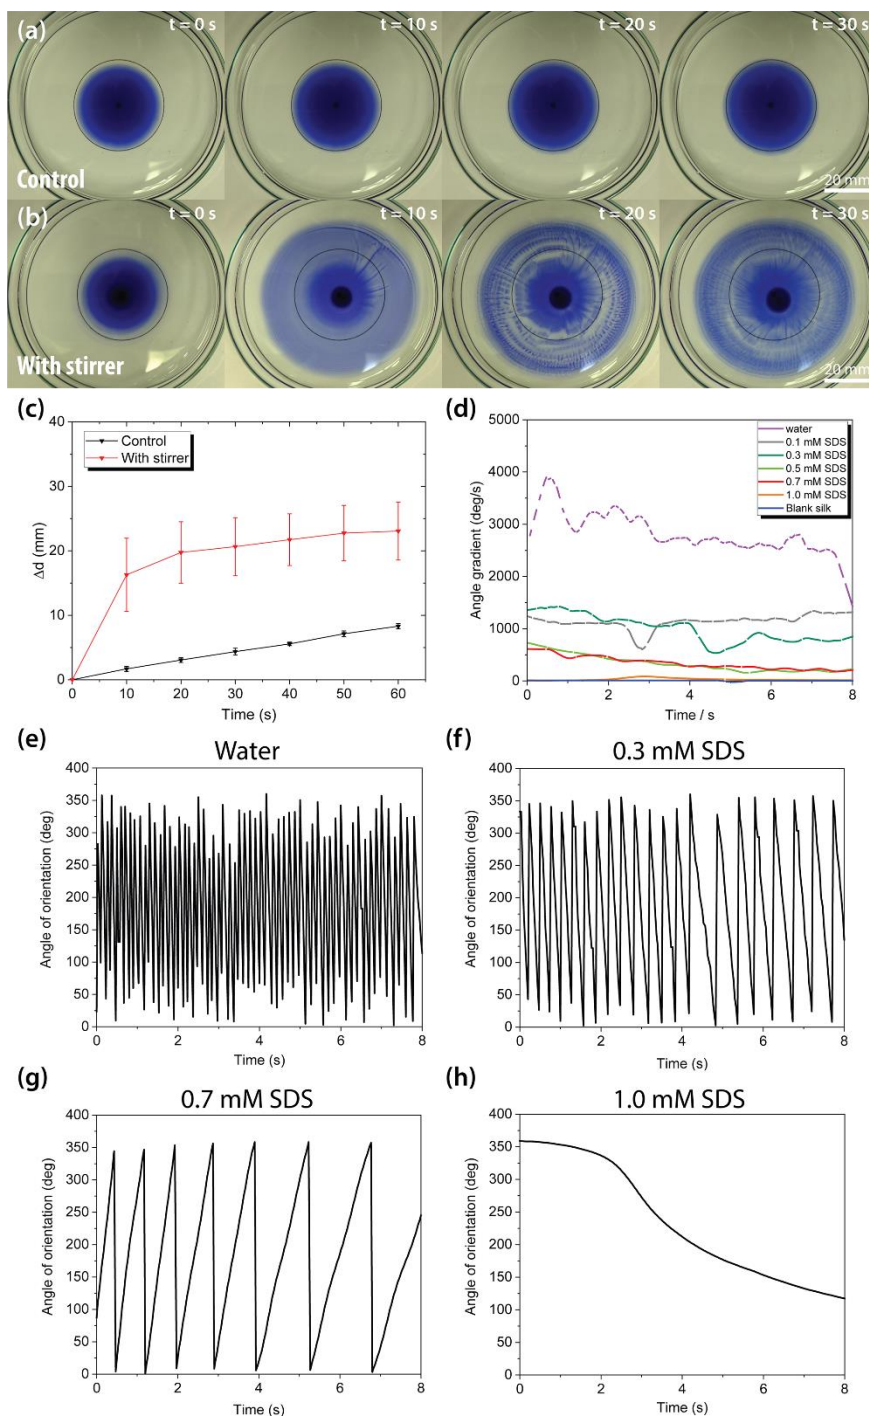 (a) t = 0 s t = 10 s t = 20 s t = 30 s
Control 20 mm
(b) t = 0 s t = 10 s t = 20 s t = 30 s
With stirrer 20 mm
(c)
40
30
20
10
0
Δd (mm)
Control
With stirrer
0 10 20 30 40 50 60
Time (s)
(d)
5000
4000
3000
2000
1000
0
Angle gradient (deg/s)
water
0.1 mM SDS
0.3 mM SDS
0.5 mM SDS
0.7 mM SDS
1.0 mM SDS
Blank silk
0 2 4 6 8
Time / s
(e) Water
400
350
300
250
200
150
100
50
0
Angle of orientation (deg)
0 2 4 6 8
Time (s)
(f) 0.3 mM SDS
400
350
300
250
200
150
100
50
0
Angle of orientation (deg)
0 2 4 6 8
Time (s)
(g) 0.7 mM SDS
400
350
300
250
200
150
100
50
0
Angle of orientation (deg)
0 2 4 6 8
Time (s)
(h) 1.0 mM SDS
400
350
300
250
200
150
100
50
0
Angle of orientation (deg)
0 2 4 6 8
Time (s)